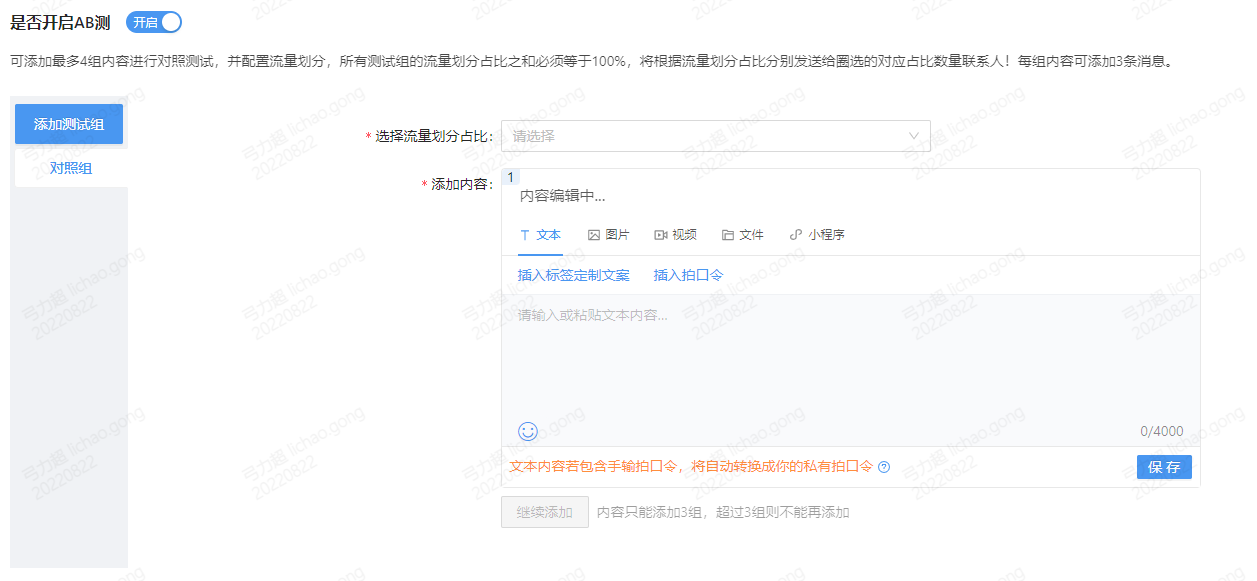 是否开启AB测 开启
可添加最多4组内容进行对照测试，并配置流量划分，所有测试组的流量划分占比之和必须等于100%，将根据流量划分占比分别发送给圈选的对应占比数量联系人！每组内容可添加3条消息。
添加测试组
对照组
* 选择流量划分占比： 请选择
* 添加内容：
1
内容编辑中...
文本 图片 视频 文件 小程序
插入标签定制文案 插入拍口令
请输入或粘贴文本内容...
0/4000
文本内容若包含手输拍口令，将自动转换成你的私有拍口令
保存
继续添加 内容只能添加3组，超过3组则不能再添加
弓力超 lichao.gong
20220822